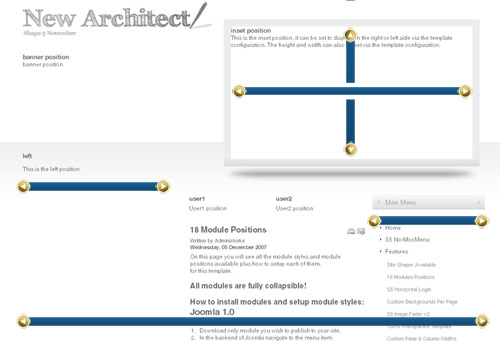 New Architect
Shape 5 November
banner position
banner position
inset position
This is the inset position, it can be set to the right or left side via the template
configuration. The height and width can also set via the template configuration.
left
This is the left position
user1
User1 position
user2
User2 position
Main Menu
Home
S5 No-MooMenu
Features
Site Shaper Available
18 Modules Positions
S5 Horizontal Login
Custom Backgrounds Per Page
S5 Image Fader v2
Template
Custom Page & Column Widths
18 Module Positions
Written by Administrator
Wednesday, 05 December 2007
On this page you will see all the module styles and module
positions available plus how to setup each of them.
for this template.
All modules are fully collapsible!
How to install modules and setup module styles:
Joomla 1.0
1. Download only module you wish to publish to your site.
2. In the backend of Joomla navigate to the menu item